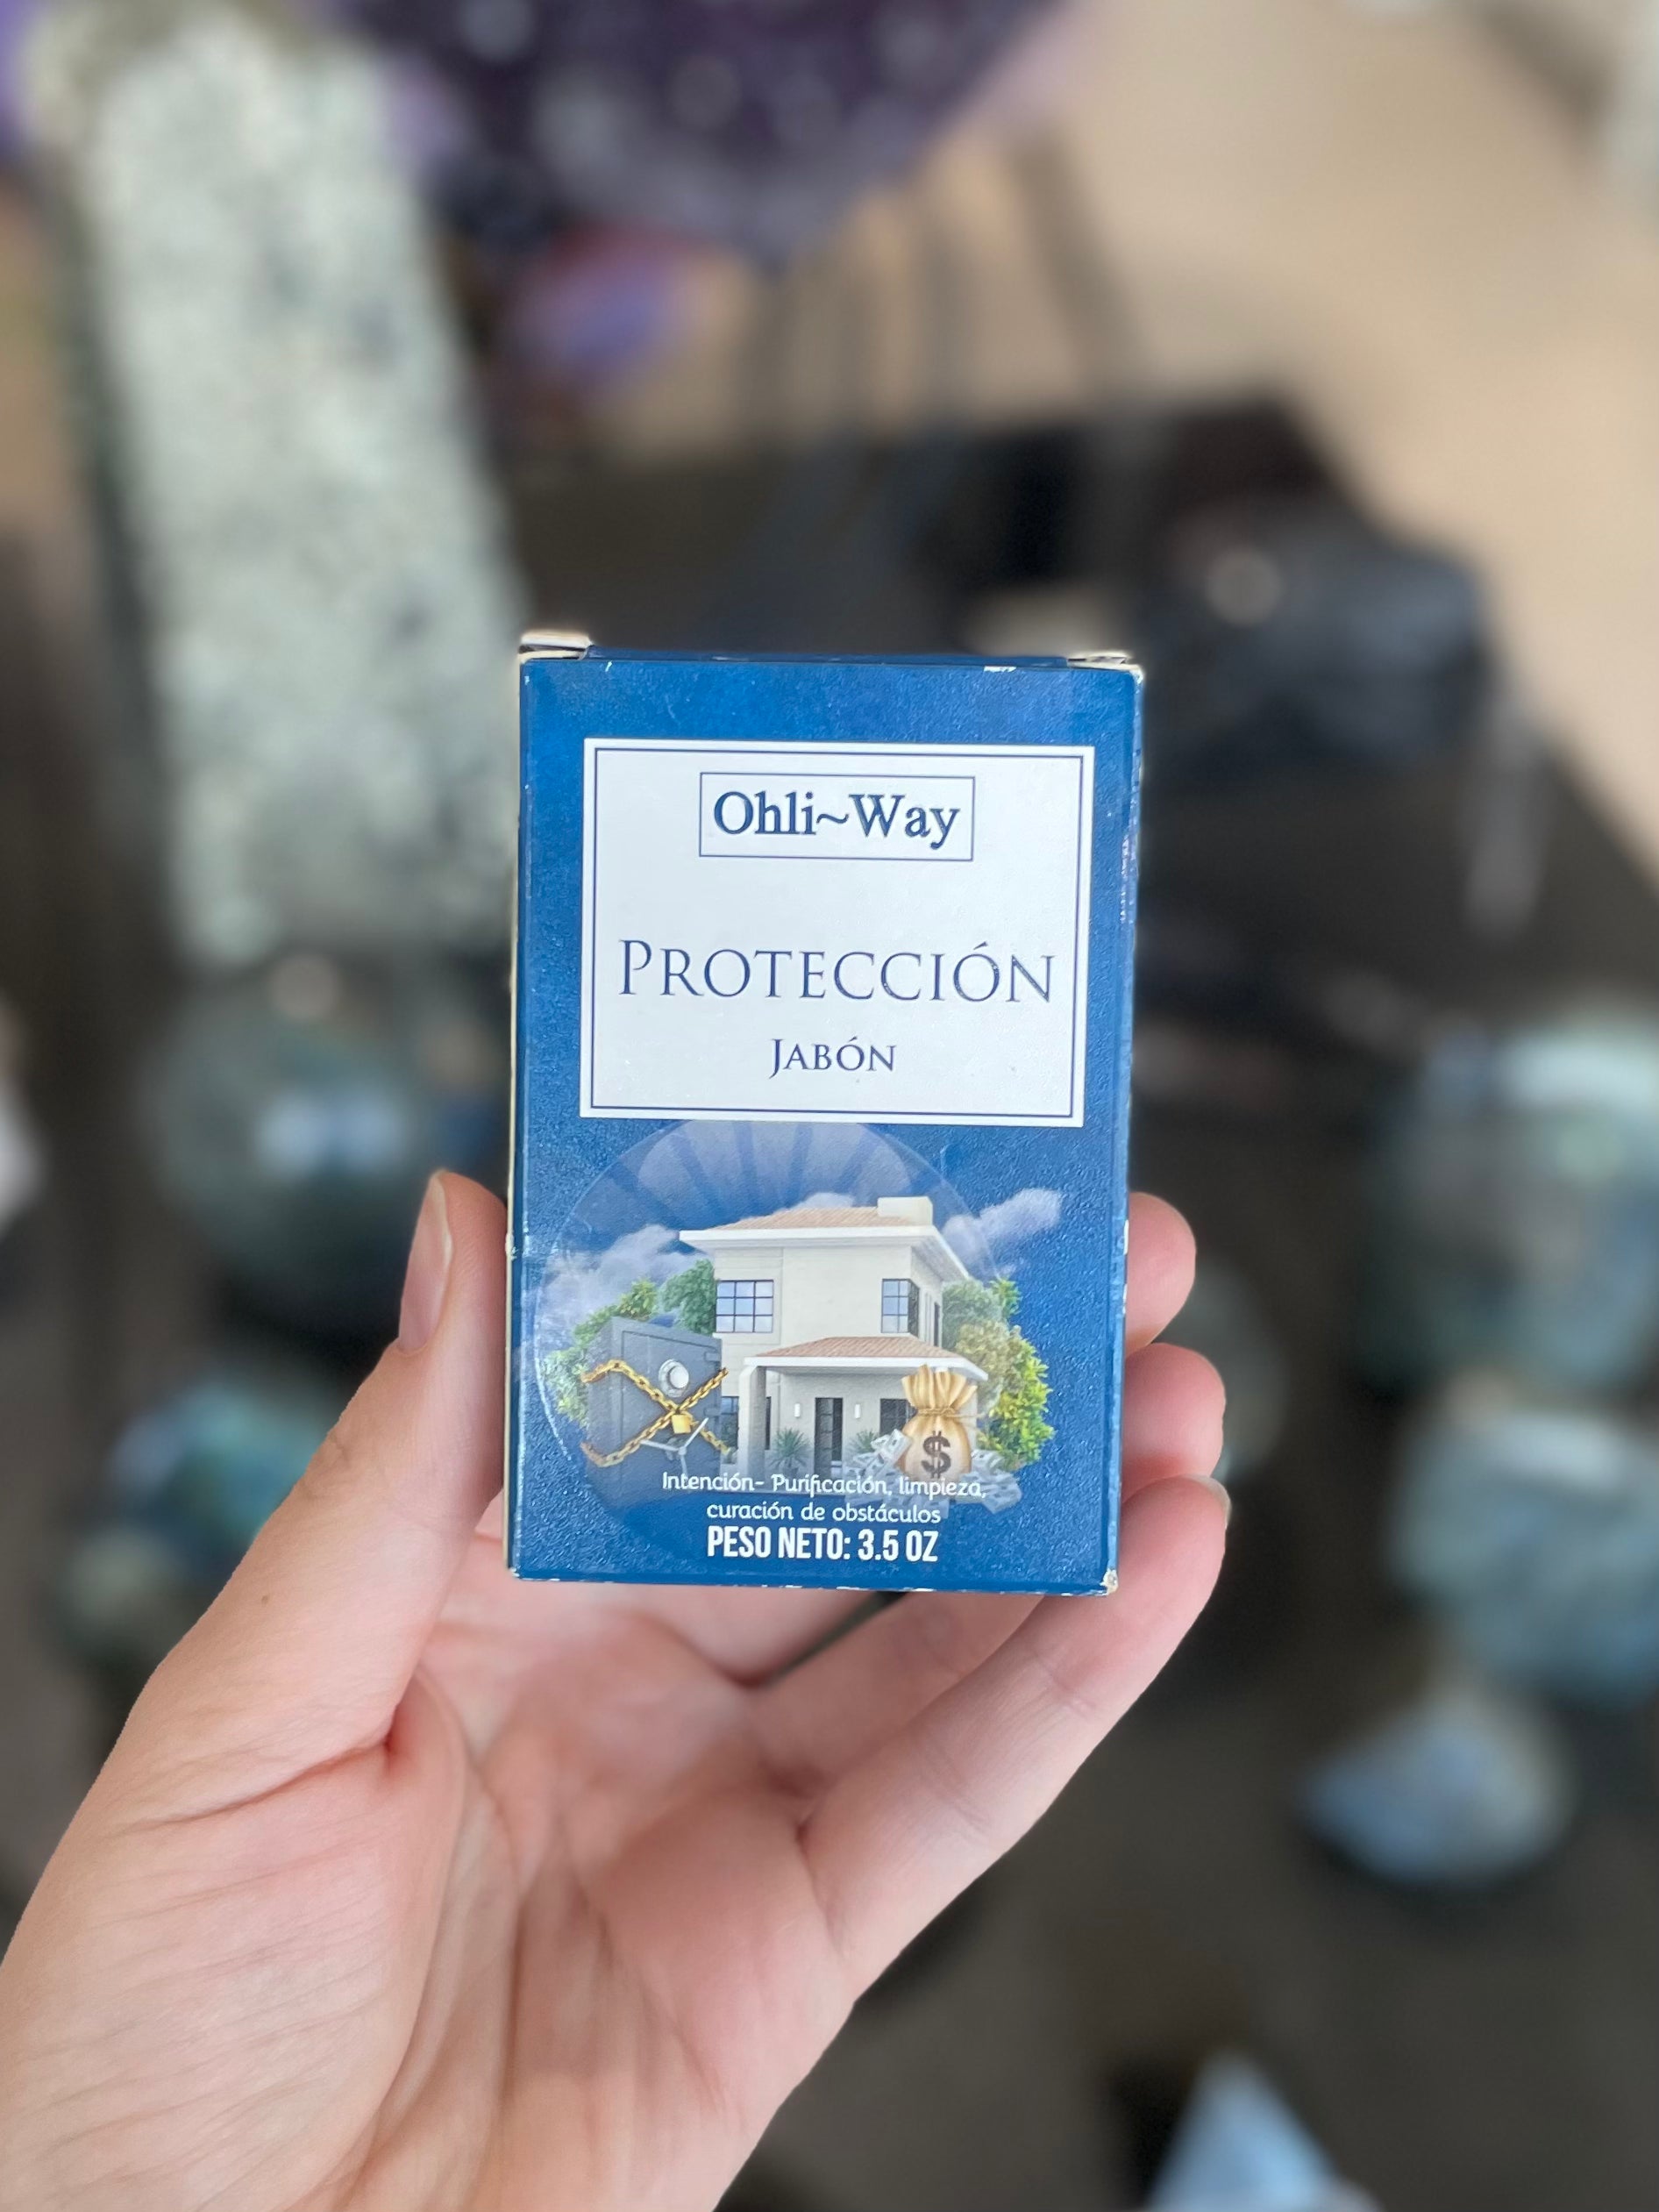 Ohli~Way
PROTECCIÓN
JABÓN
$
Intención- Purificación, limpieza,
curación de obstáculos
PESO NETO: 3.5 OZ